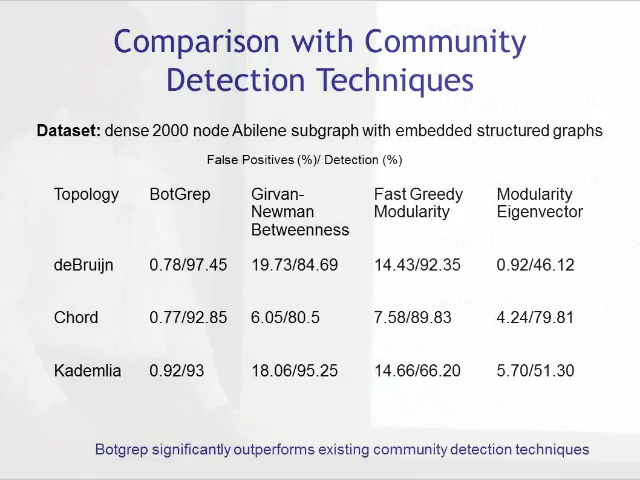 Comparison with Community
Detection Techniques
Dataset: dense 2000 node Abilene subgraph with embedded structured graphs
False Positives (%)/ Detection (%)
Topology BotGrep Girvan-Newman Betweenness Fast Greedy Modularity Modularity Eigenvector
deBruijn 0.78/97.45 19.73/84.69 14.43/92.35 0.92/46.12
Chord 0.77/92.85 6.05/80.5 7.58/89.83 4.24/79.81
Kademlia 0.92/93 18.06/95.25 14.66/66.20 5.70/51.30
Botgrep significantly outperforms existing community detection techniques